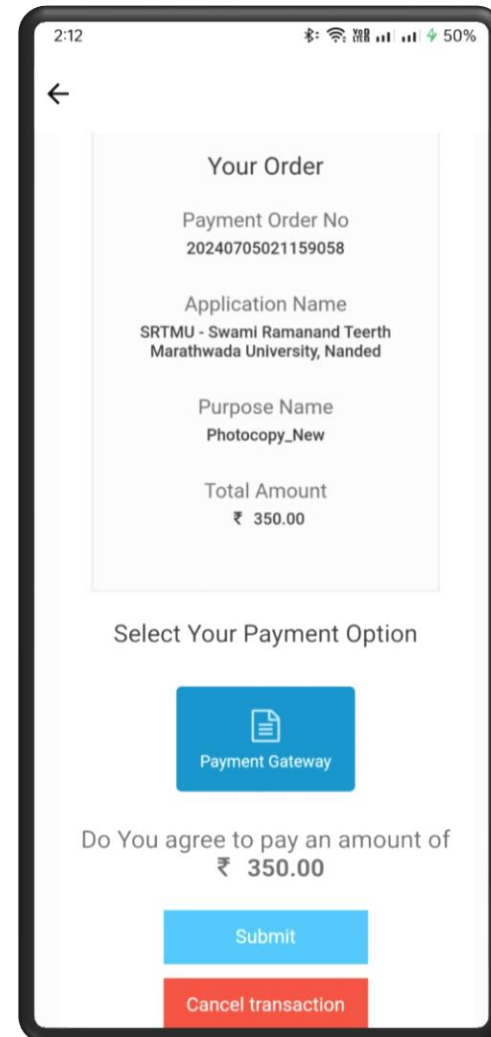 2:12
50%
Your Order
Payment Order No
20240705021159058
Application Name
SRTMU - Swami Ramanand Teerth
Marathwada University, Nanded
Purpose Name
Photocopy_New
Total Amount
₹ 350.00
Select Your Payment Option
Payment Gateway
Do You agree to pay an amount of
₹ 350.00
Submit
Cancel transaction